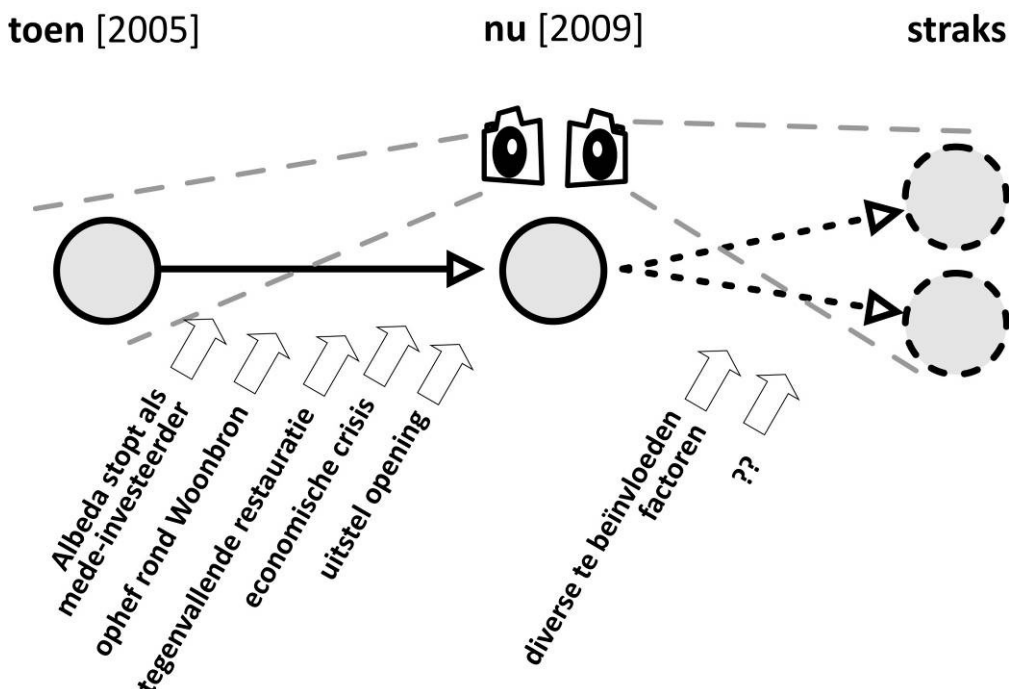 toen [2005]
nu [2009]
straks
Albeda stopt als
mede-investeerder
ophef rond Woonbron
tegenvallende restauratie
economische crisis
uitstel opening
diverse te beïnvloeden
factoren
??